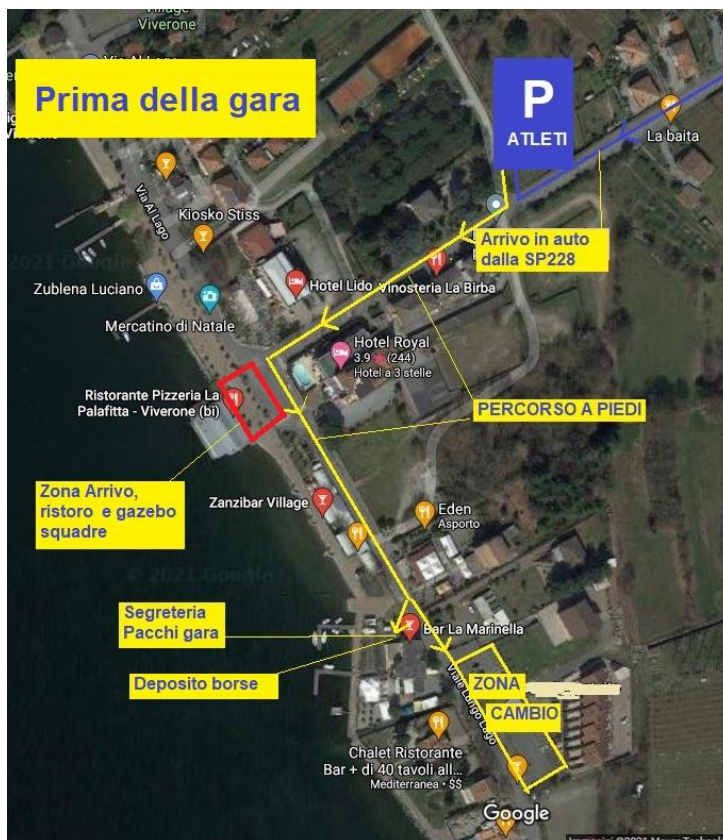 Village
Viverone
Via Al Lago
Prima della gara
P
ATLETI
La baita
Via Al Lago
Kiosko Stiss
Arrivo in auto
dalla SP228
Zublena Luciano
Hotel Lido
Vinosteria La Birba
Mercatino di Natale
Hotel Royal
3.9 ★ (244)
Hotel a 3 stelle
Ristorante Pizzeria La
Palafitta - Viverone (bi)
PERCORSO A PIEDI
Zona Arrivo,
ristoro e gazebo
squadre
Zanzibar Village
Eden
Asporto
© 2021 Google
Segreteria
Pacchi gara
Bar La Marinella
Deposito borse
ZONA
CAMBIO
Viale Lungo Lago
Chalet Ristorante
Bar + di 40 tavoli all...
Mediterranea • $$
Google